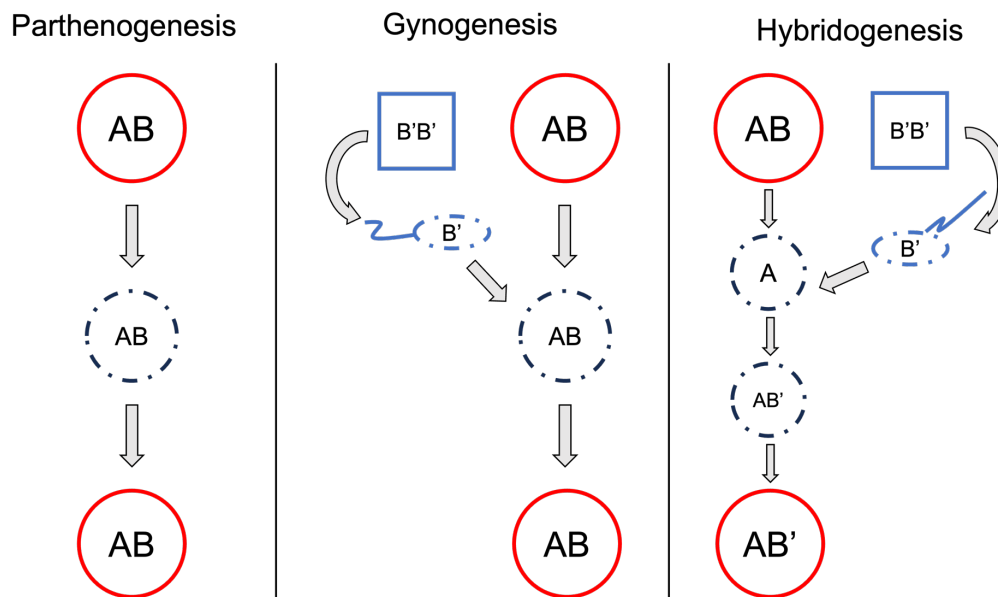 Parthenogenesis
AB
AB
AB
Gynogenesis
B’B’
AB
B’
AB
AB
Hybridogenesis
AB
B’B’
B’
A
AB’
AB’